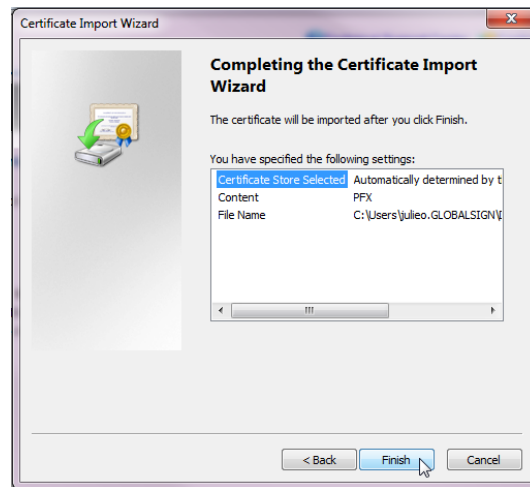 Certificate Import Wizard
x
Completing the Certificate Import
Wizard
The certificate will be imported after you click Finish.
You have specified the following settings:
Certificate Store Selected Automatically determined by t
Content PFX
File Name C:\Users\julieo.GLOBALSIGN\D
< Back Finish Cancel